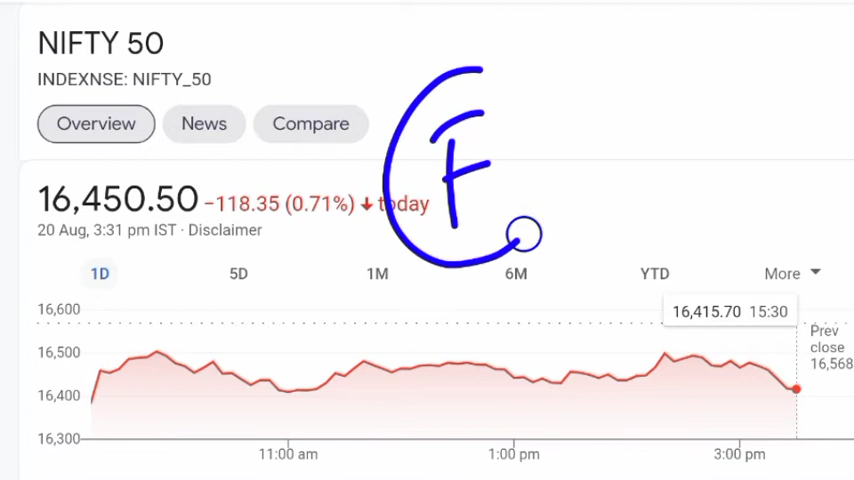 NIFTY 50
INDEXNSE: NIFTY_50
Overview News Compare
F
16,450.50 -118.35 (0.71%) ↓ today
20 Aug, 3:31 pm IST · Disclaimer
1D 5D 1M 6M YTD More
16,415.70 15:30
16,600
16,500
16,400
16,300
Prev
close
16,568
11:00 am 1:00 pm 3:00 pm